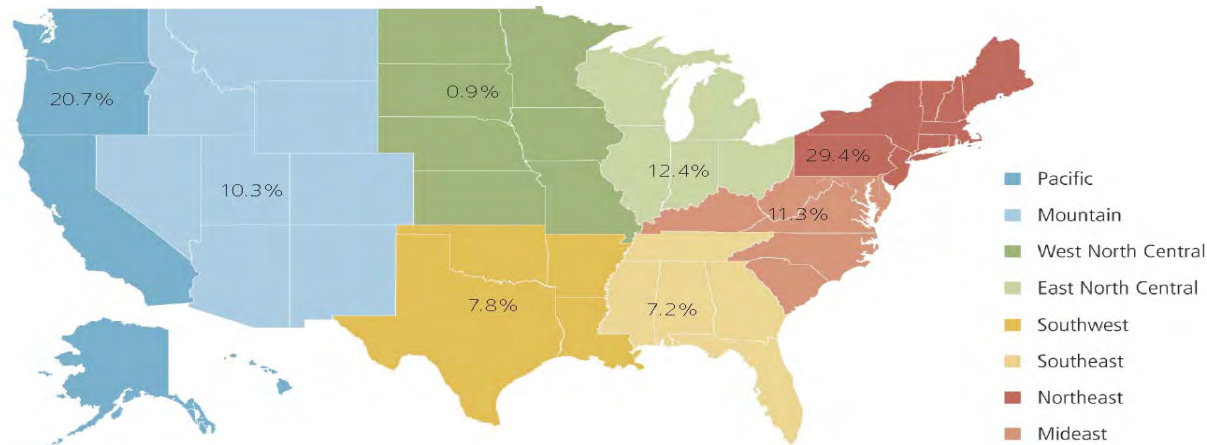 20.7%
0.9%
12.4%
29.4%
10.3%
11.3%
7.8%
7.2%
Pacific
Mountain
West North Central
East North Central
Southwest
Southeast
Northeast
Mideast